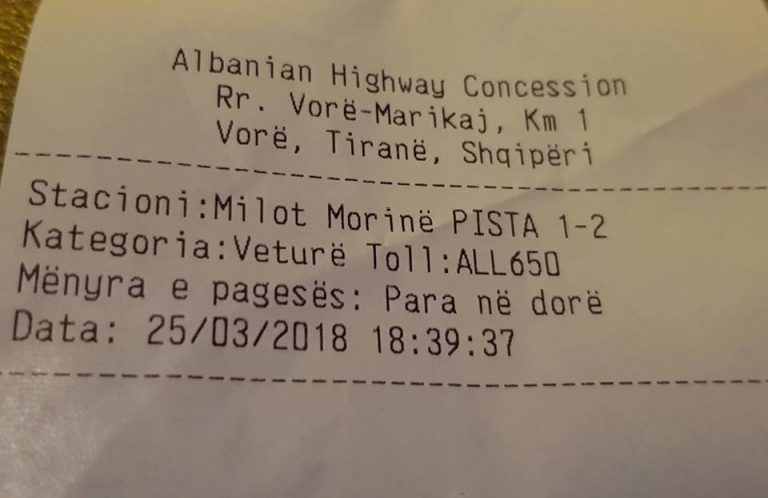 Albanian Highway Concession
Rr. Vorë-Marikaj, Km 1
Vorë, Tiranë, Shqipëri
Stacioni:Milot Morinë PISTA 1-2
Kategoria:Veturë Toll:ALL650
Mënyra e pagesës: Para në dorë
Data: 25/03/2018 18:39:37